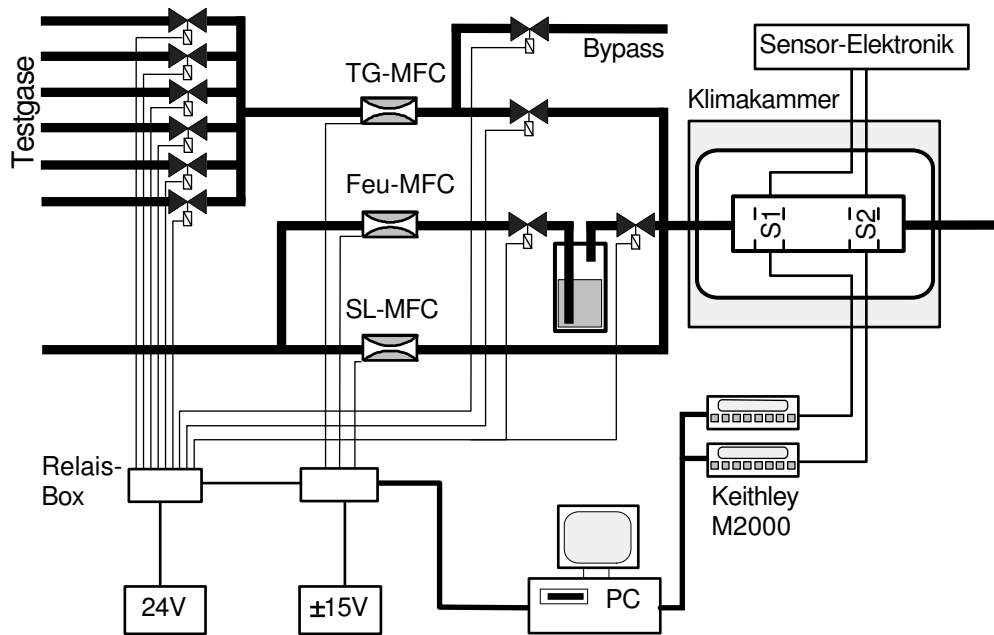 Testgase
TG-MFC
Bypass
Sensor-Elektronik
Klimakammer
Feu-MFC
S1
S2
SL-MFC
Relais-
Box
Keithley
M2000
24V
±15V
PC